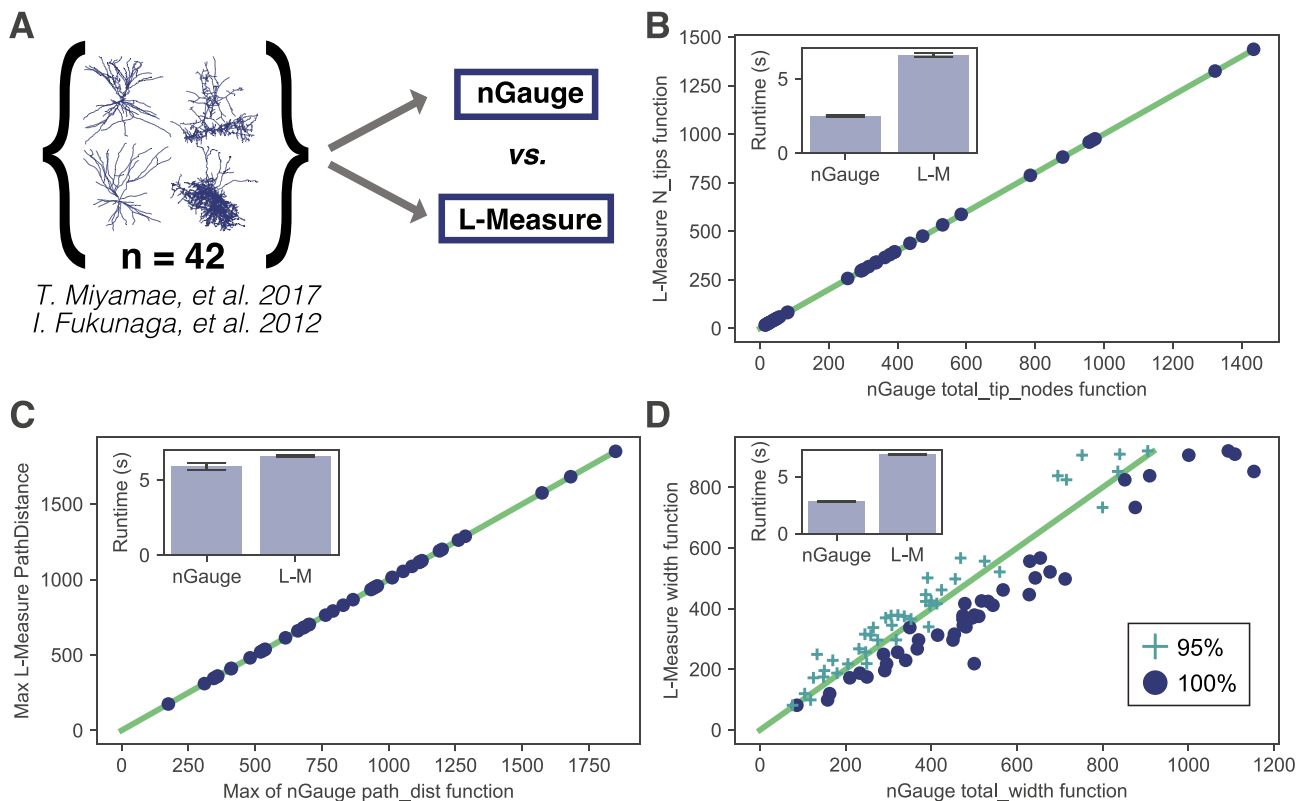 A
nGauge
vs.
L-Measure
n = 42
T. Miyamae, et al. 2017
I. Fukunaga, et al. 2012
B
L-Measure N_tips function
1500
1250
1000
750
500
250
0
Runtime (s)
5
0
nGauge L-M
0 200 400 600 800 1000 1200 1400
nGauge total_tip_nodes function
C
Max L-Measure PathDistance
1500
1000
500
0
Runtime (s)
5
0
nGauge L-M
0 250 500 750 1000 1250 1500 1750
Max of nGauge path_dist function
D
L-Measure width function
800
600
400
200
0
Runtime (s)
5
0
nGauge L-M
95%
100%
0 200 400 600 800 1000 1200
nGauge total_width function